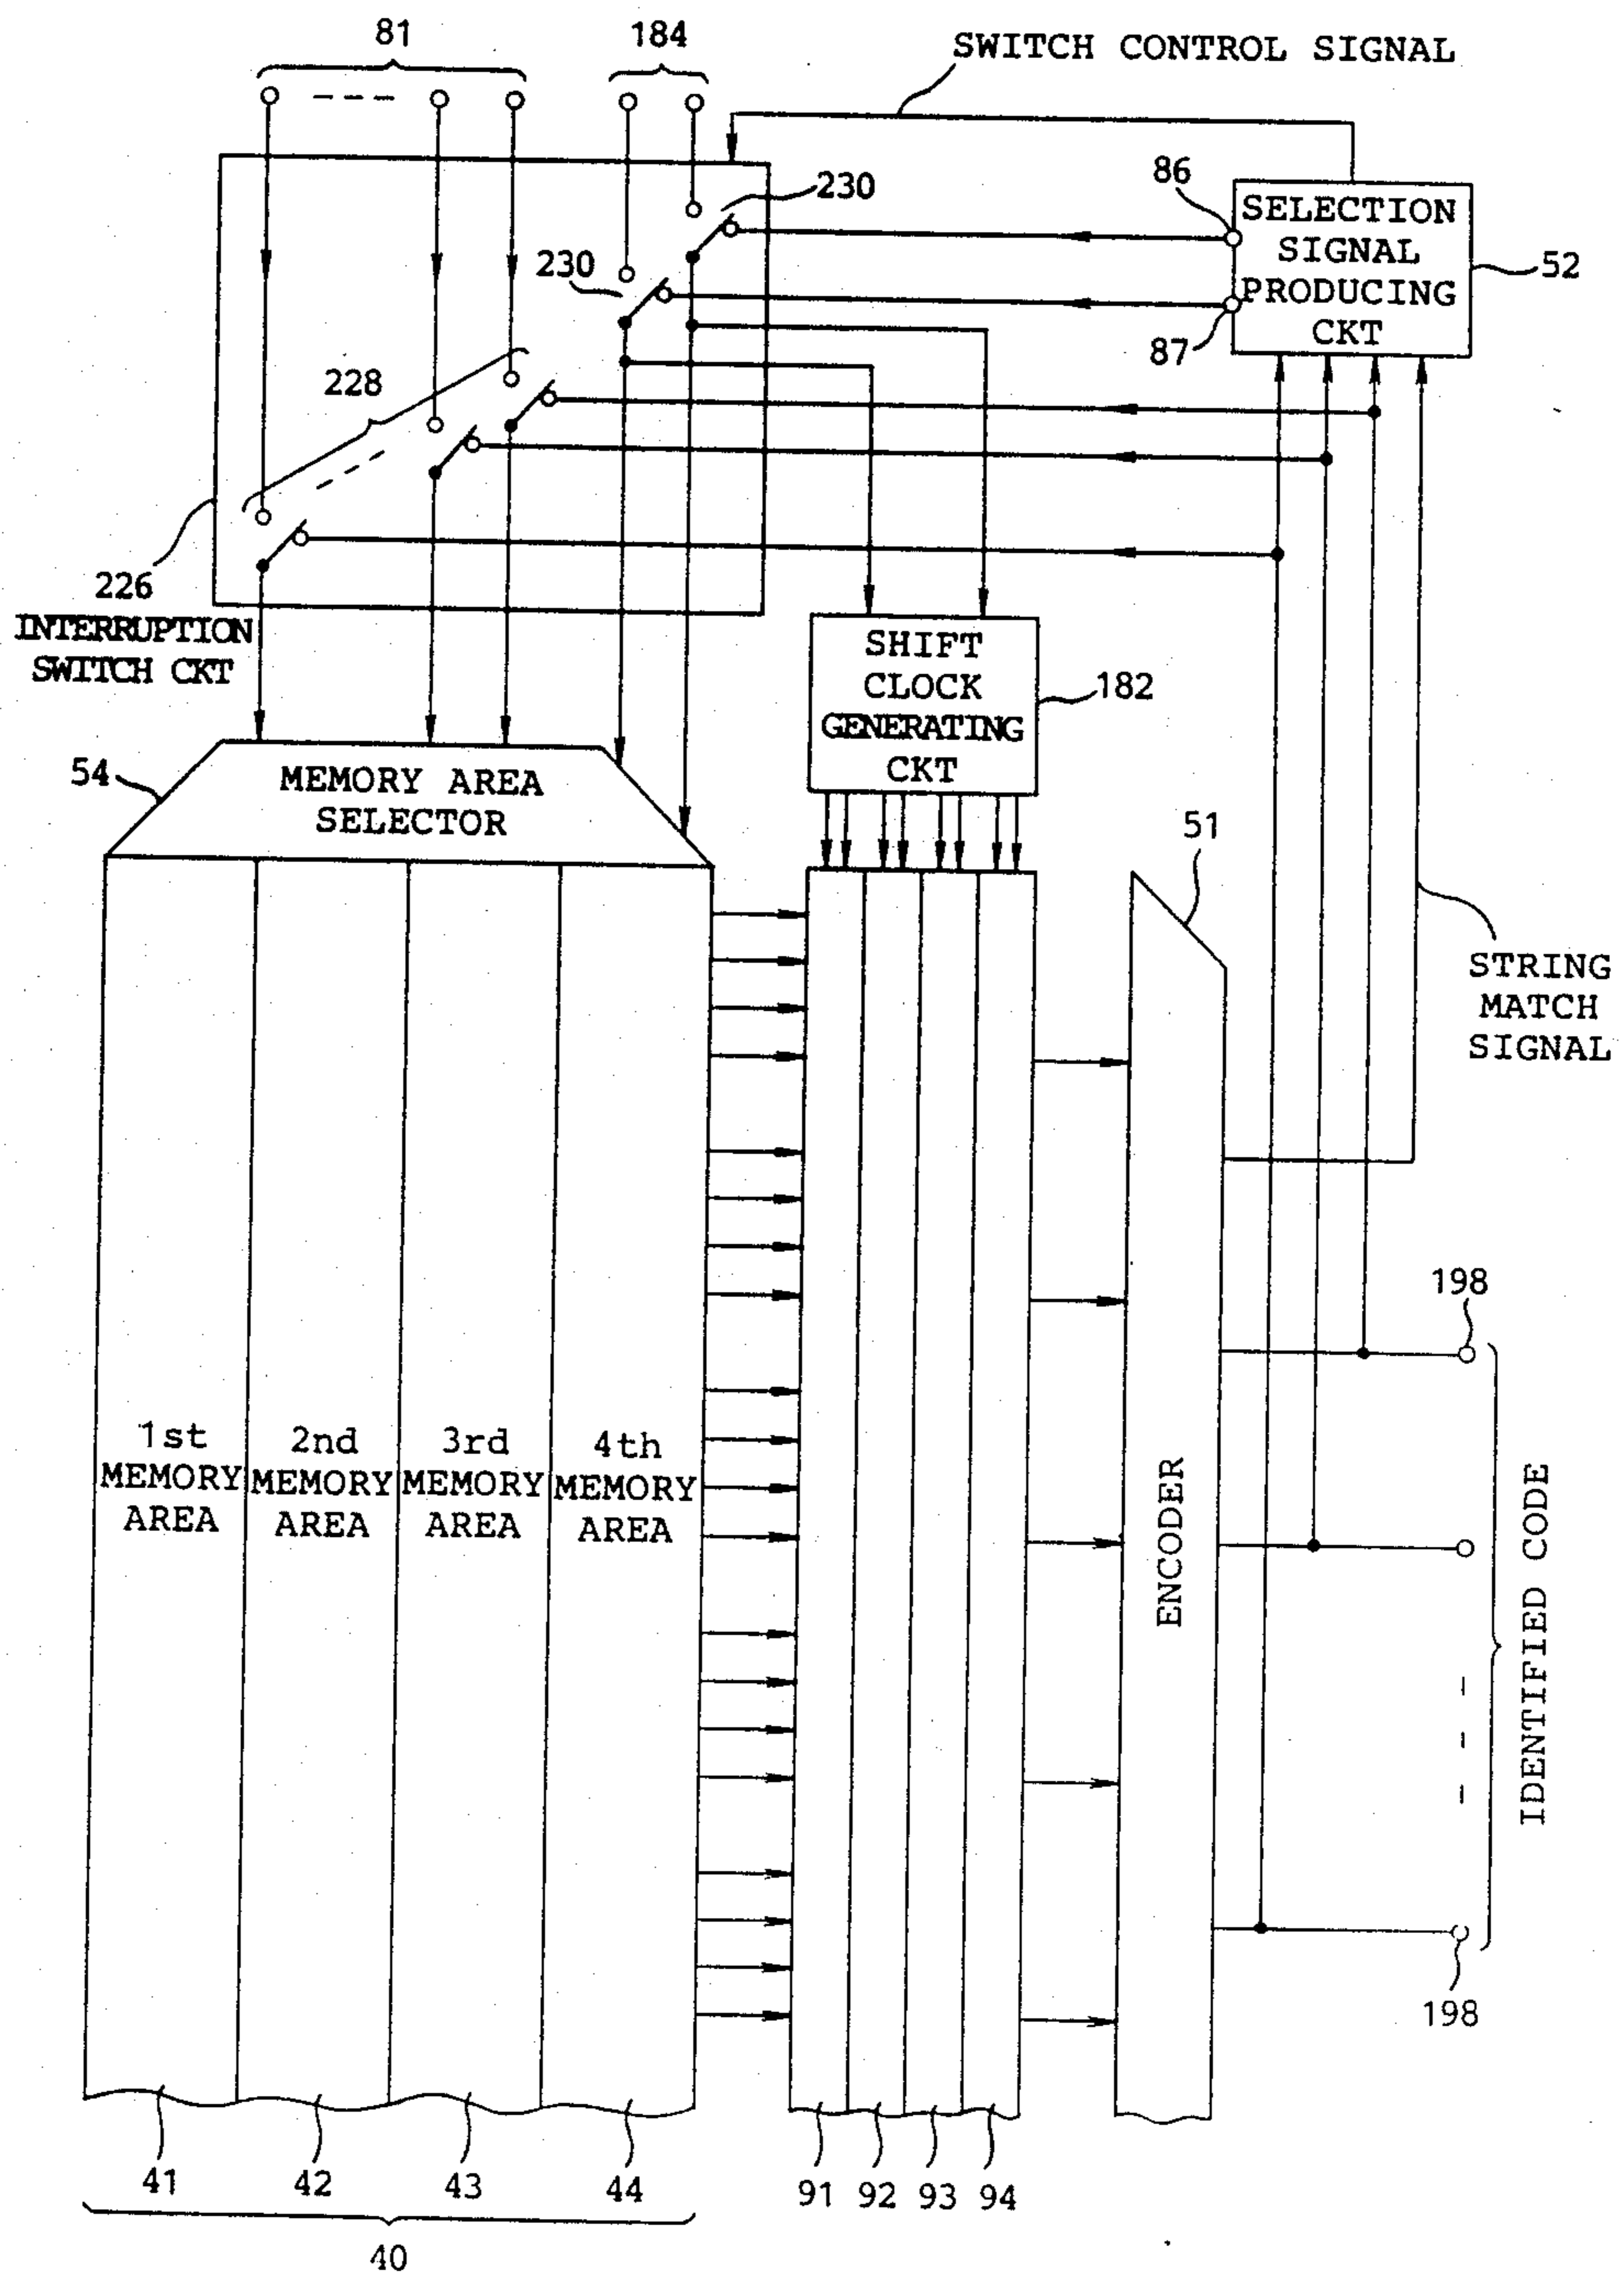 81
184
SWITCH CONTROL SIGNAL
86
230
SELECTION
SIGNAL
PRODUCING
CKT
52
230
87
228
226
INTERRUPTION
SWITCH CKT
SHIFT
CLOCK
GENERATING
CKT
182
54
MEMORY AREA
SELECTOR
51
STRING
MATCH
SIGNAL
198
1st
MEMORY
AREA
2nd
MEMORY
AREA
3rd
MEMORY
AREA
4th
MEMORY
AREA
ENCODER
IDENTIFIED CODE
198
41
42
43
44
91
92
93
94
40